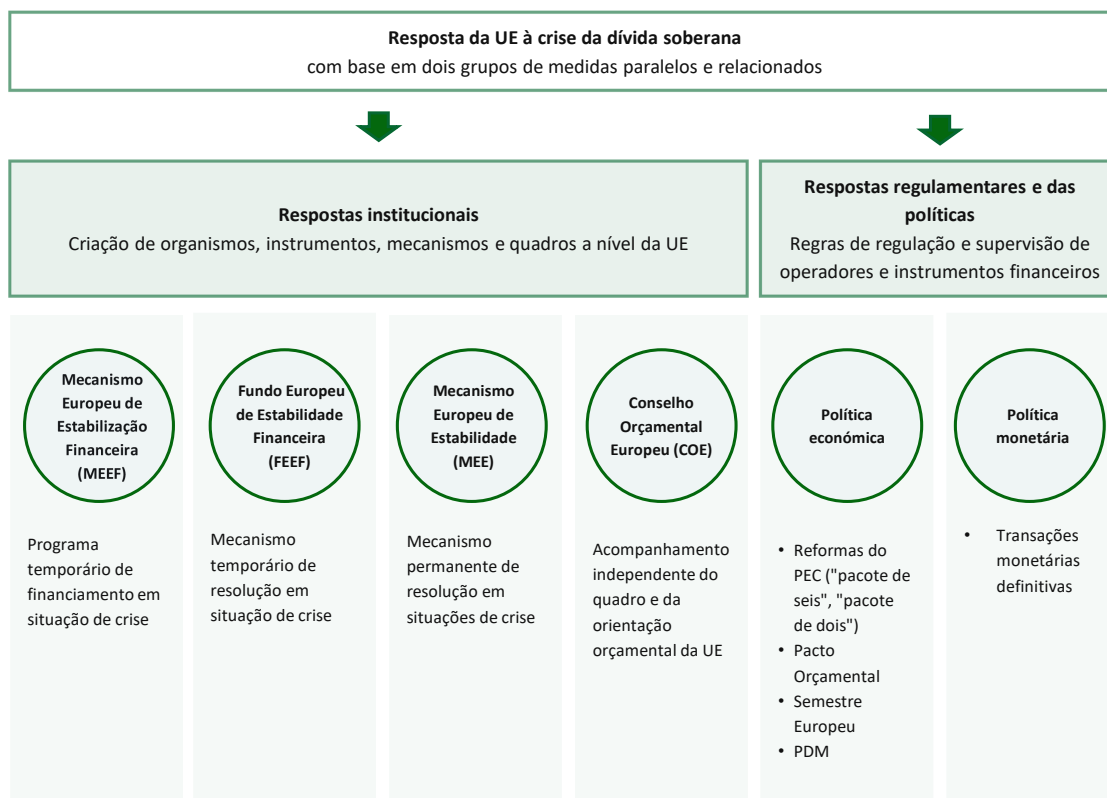 Resposta da UE à crise da dívida soberana
com base em dois grupos de medidas paralelos e relacionados
Respostas institucionais
Criação de organismos, instrumentos, mecanismos e quadros a nível da UE
Respostas regulamentares e das
políticas
Regras de regulação e supervisão de
operadores e instrumentos financeiros
Mecanismo
Europeu de
Estabilização
Financeira
(MEEF)
Programa
temporário de
financiamento em
situação de crise
Fundo Europeu
de Estabilidade
Financeira
(FEEF)
Mecanismo
temporário de
resolução em
situação de crise
Mecanismo
Europeu de
Estabilidade
(MEE)
Mecanismo
permanente de
resolução em
situações de crise
Conselho
Orçamental
Europeu (COE)
Acompanhamento
independente do
quadro e da
orientação
orçamental da UE
Política
económica
• Reformas do
PEC ("pacote de
seis", "pacote
de dois")
• Pacto
Orçamental
• Semestre
Europeu
• PDM
Política
monetária
• Transações
monetárias
definitivas